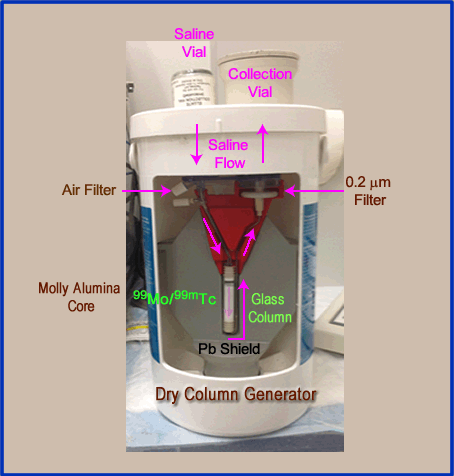 Saline
Vial
Collection
Vial
Saline
Flow
Air Filter
0.2 µm
Filter
Molly Alumina
Core
99Mo/99mTc
Glass
Column
Pb Shield
Dry Column Generator